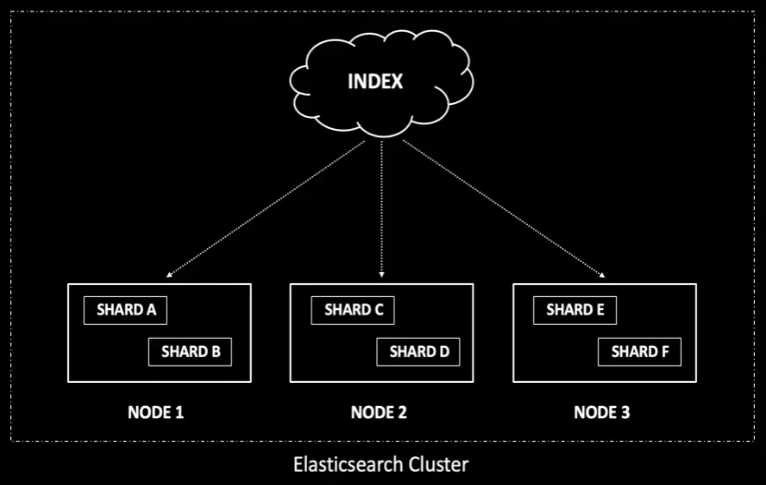 INDEX
SHARD A
SHARD B
SHARD C
SHARD D
SHARD E
SHARD F
NODE 1
NODE 2
NODE 3
Elasticsearch Cluster